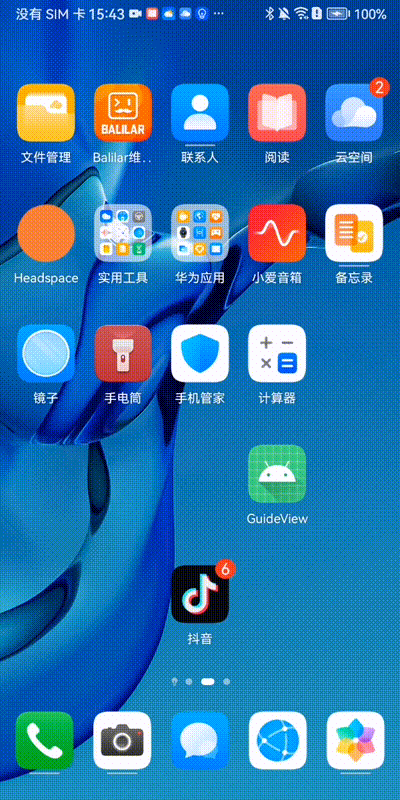 没有 SIM 卡 15:43 ··· 100%
2
BALILAR
文件管理 Balilar维.. 联系人 阅读 云空间
Headspace 实用工具 华为应用 小爱音箱 备忘录
镜子 手电筒 手机管家 计算器
GuideView
6
抖音